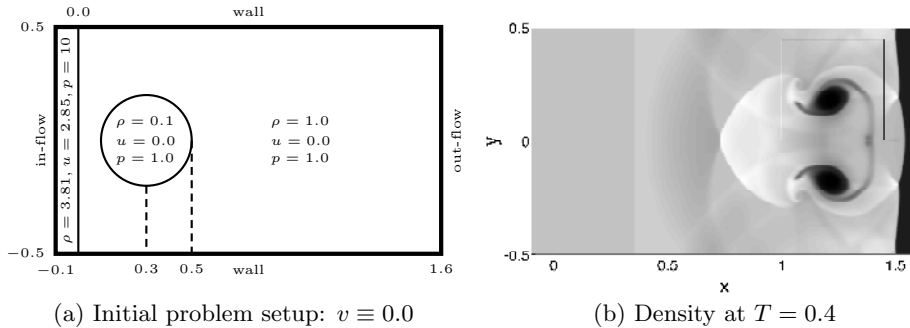 0.0
wall
0.5
in-flow
ρ = 3.81, u = 2.85, p = 10
ρ = 0.1
u = 0.0
p = 1.0
ρ = 1.0
u = 0.0
p = 1.0
out-flow
−0.5
−0.1
0.3
0.5
wall
1.6
(a) Initial problem setup: v ≡ 0.0
0.5
y
0
-0.5
0
0.5
1
1.5
x
(b) Density at T = 0.4